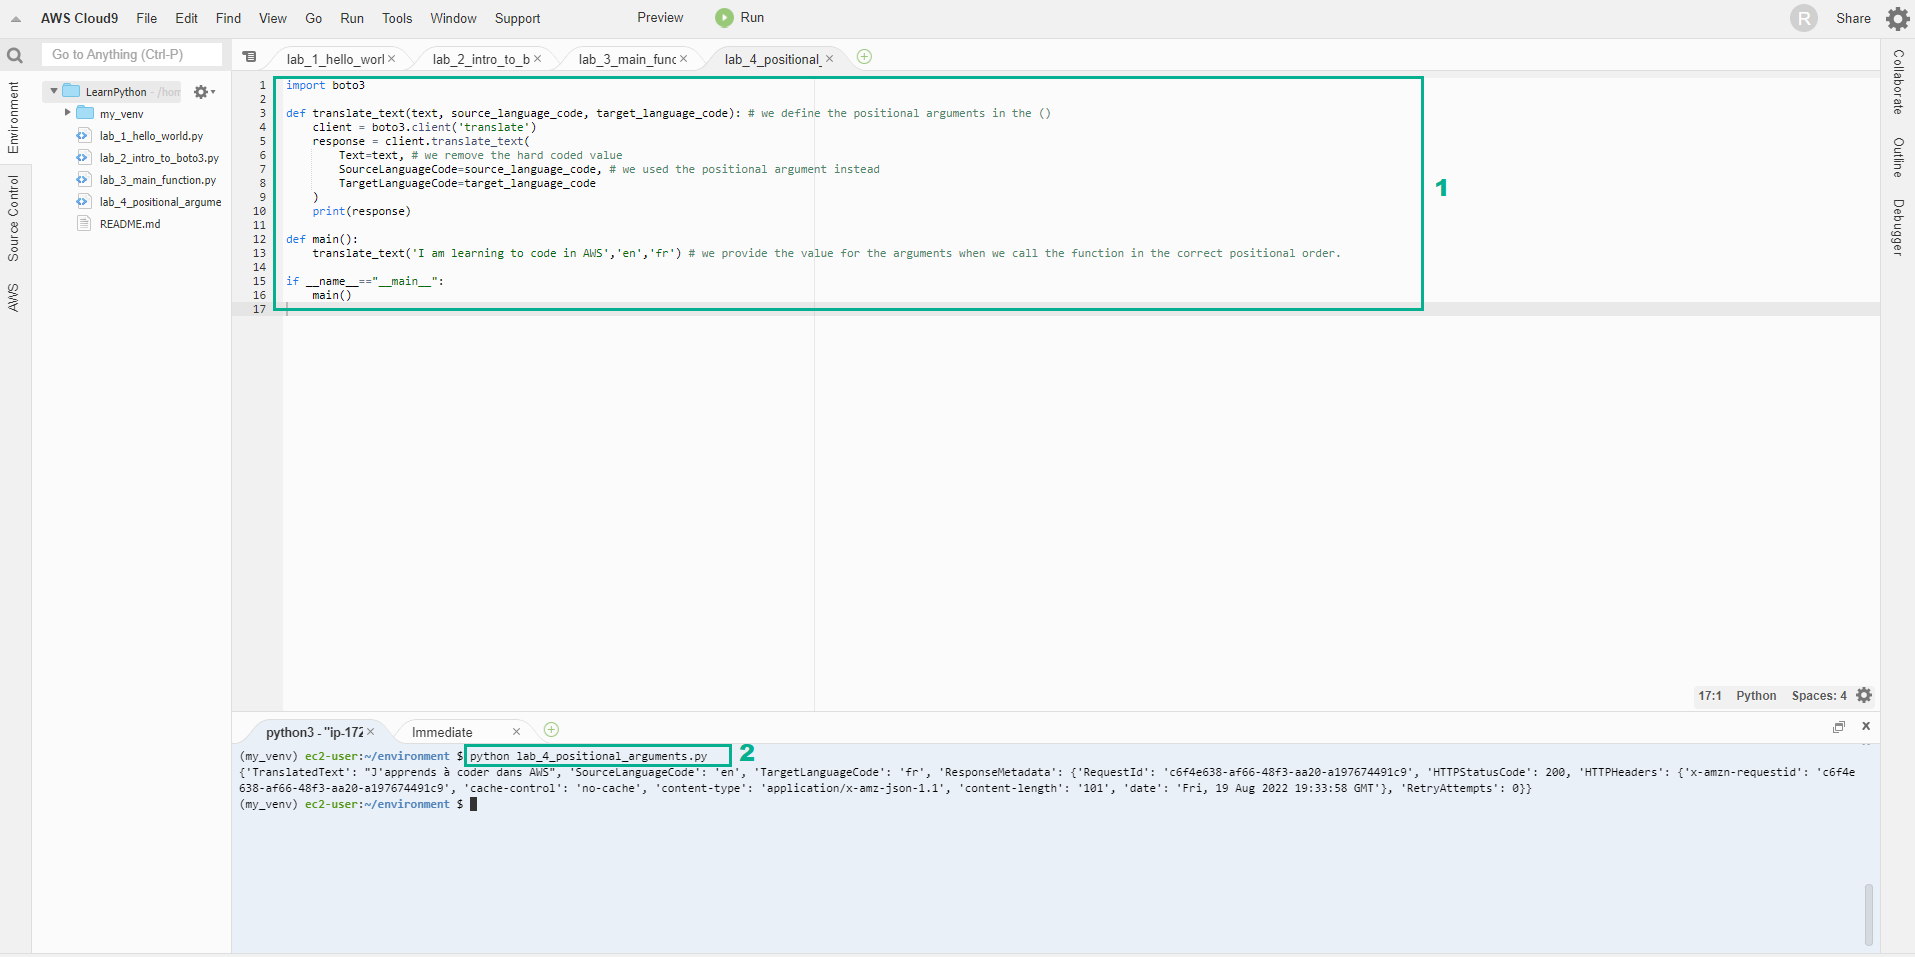 AWS Cloud9 File Edit Find View Go Run Tools Window Support Preview Run R Share
Go to Anything (Ctrl-P)
lab_1_hello_worl
lab_2_intro_to_b
lab_3_main_func
lab_4_positional_
Environment
Source Control
AWS
LearnPython - /hom
my_venv
lab_1_hello_world.py
lab_2_intro_to_boto3.py
lab_3_main_function.py
lab_4_positional_argume
README.md
1 import boto3
2
3 def translate_text(text, source_language_code, target_language_code): # we define the positional arguments in the ()
4 client = boto3.client('translate')
5 response = client.translate_text(
6 Text=text, # we remove the hard coded value
7 SourceLanguageCode=source_language_code, # we used the positional argument instead
8 TargetLanguageCode=target_language_code
9 )
10 print(response)
11
12 def main():
13 translate_text('I am learning to code in AWS','en','fr') # we provide the value for the arguments when we call the function in the correct positional order.
14
15 if __name__=="__main__":
16 main()
17
1
Collaborate
Outline
Debugger
17:1 Python Spaces: 4
python3 - "ip-172
Immediate
(my_venv) ec2-user:~/environment $ python lab_4_positional_arguments.py
2
{'TranslatedText': "J'apprends à coder dans AWS", 'SourceLanguageCode': 'en', 'TargetLanguageCode': 'fr', 'ResponseMetadata': {'RequestId': 'c6f4e638-af66-48f3-aa20-a197674491c9', 'HTTPStatusCode': 200, 'HTTPHeaders': {'x-amzn-requestid': 'c6f4e
638-af66-48f3-aa20-a197674491c9', 'cache-control': 'no-cache', 'content-type': 'application/x-amz-json-1.1', 'content-length': '101', 'date': 'Fri, 19 Aug 2022 19:33:58 GMT'}, 'RetryAttempts': 0}}
(my_venv) ec2-user:~/environment $